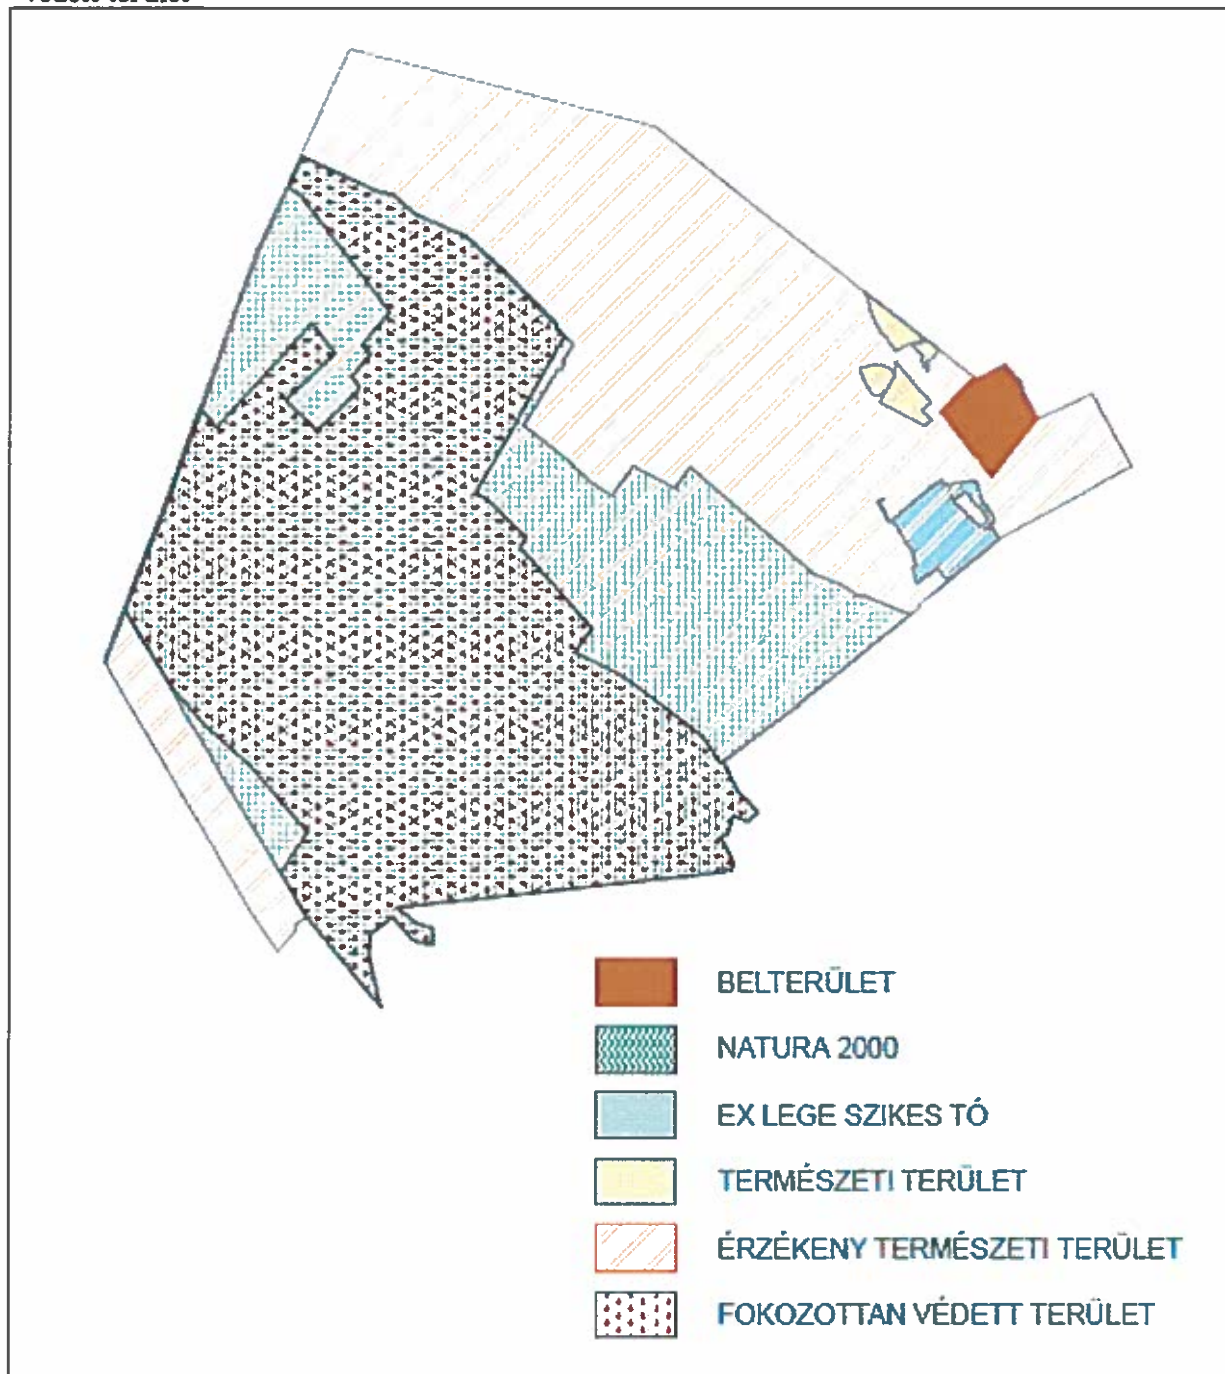 BELTERÜLET
NATURA 2000
EX LEGE SZIKES TÓ
TERMÉSZETI TERÜLET
ÉRZÉKENY TERMÉSZETI TERÜLET
FOKOZOTTAN VÉDETT TERÜLET